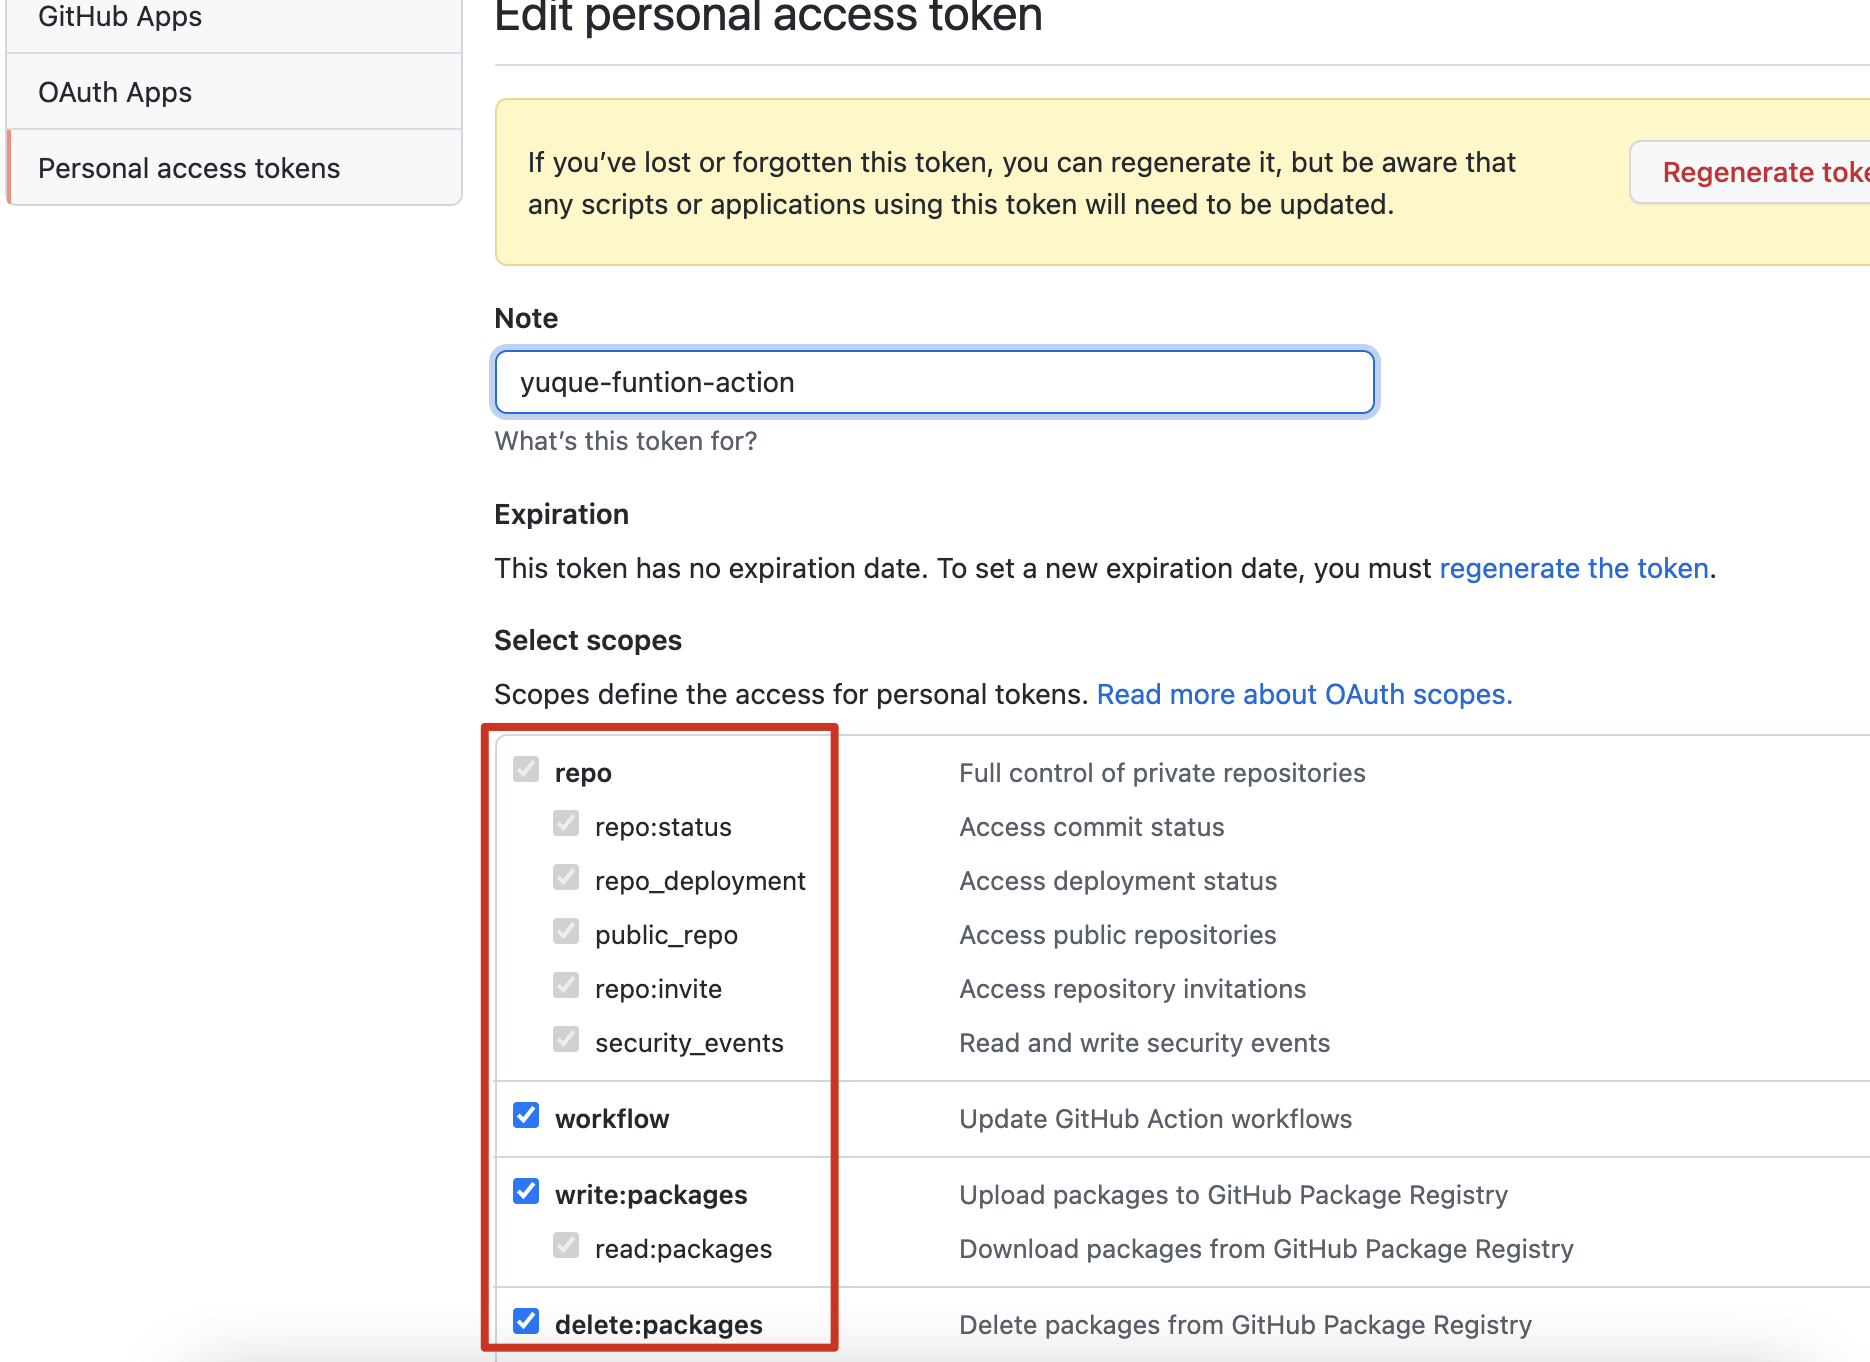 GitHub Apps
OAuth Apps
Personal access tokens
Edit personal access token
If you’ve lost or forgotten this token, you can regenerate it, but be aware that
any scripts or applications using this token will need to be updated.
Regenerate toke
Note
yuque-funtion-action
What’s this token for?
Expiration
This token has no expiration date. To set a new expiration date, you must regenerate the token.
Select scopes
Scopes define the access for personal tokens. Read more about OAuth scopes.
repo Full control of private repositories
repo:status Access commit status
repo_deployment Access deployment status
public_repo Access public repositories
repo:invite Access repository invitations
security_events Read and write security events
workflow Update GitHub Action workflows
write:packages Upload packages to GitHub Package Registry
read:packages Download packages from GitHub Package Registry
delete:packages Delete packages from GitHub Package Registry